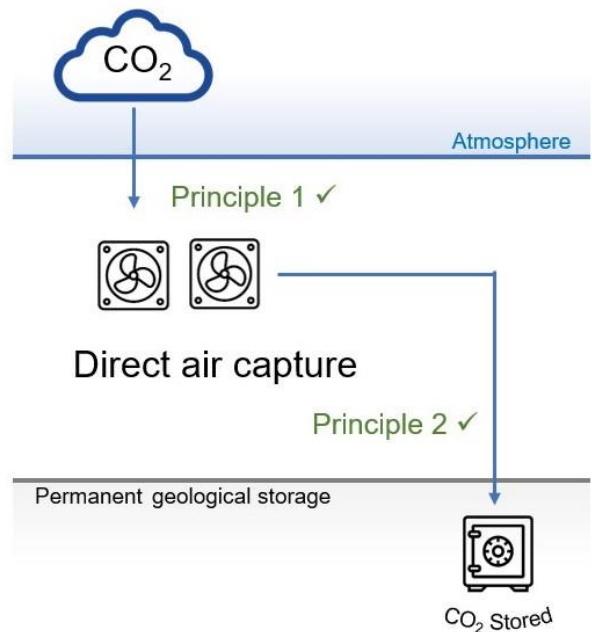 CO₂
Atmosphere
Principle 1 ✓
Direct air capture
Principle 2 ✓
Permanent geological storage
CO₂ Stored